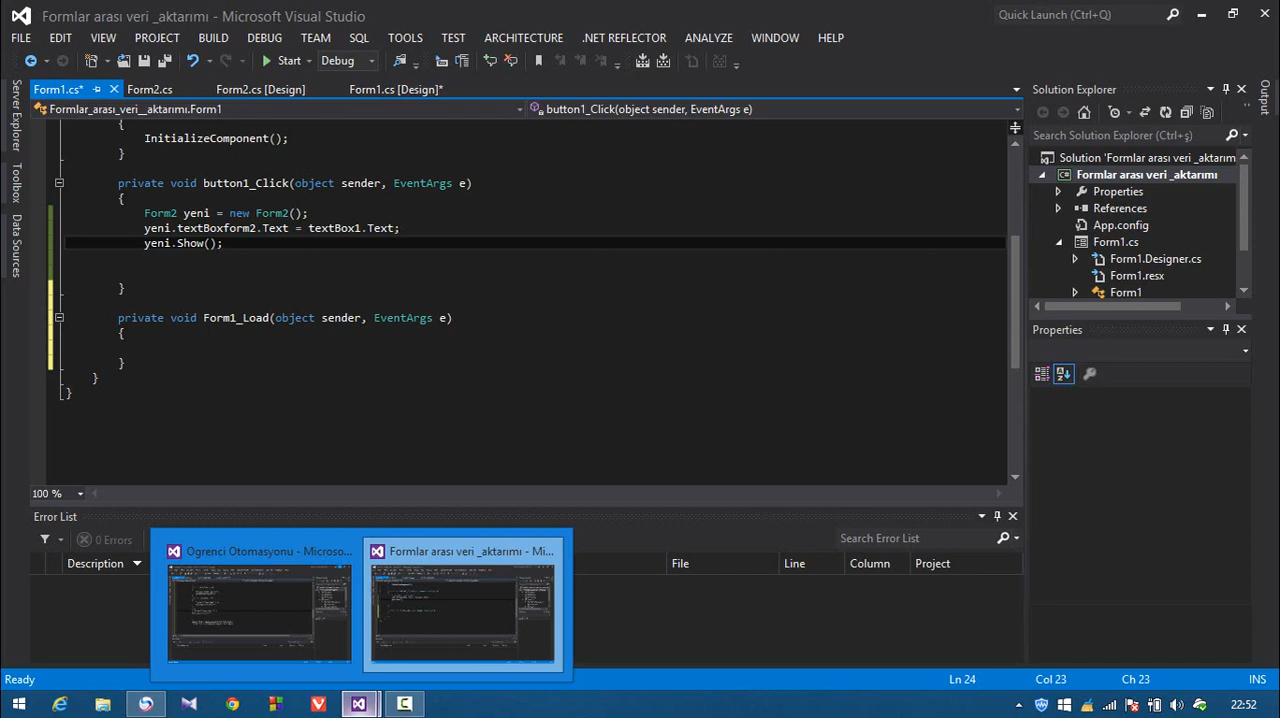 Formlar arası veri _aktarımı - Microsoft Visual Studio
Quick Launch (Ctrl+Q)
FILE EDIT VIEW PROJECT BUILD DEBUG TEAM SQL TOOLS TEST ARCHITECTURE .NET REFLECTOR ANALYZE WINDOW HELP
Start Debug
Form1.cs* Form2.cs Form2.cs [Design] Form1.cs [Design]*
Formlar_arası_veri__aktarımı.Form1
button1_Click(object sender, EventArgs e)
{
InitializeComponent();
}
private void button1_Click(object sender, EventArgs e)
{
Form2 yeni = new Form2();
yeni.textBoxform2.Text = textBox1.Text;
yeni.Show();
}
private void Form1_Load(object sender, EventArgs e)
{
}
}
}
100 %
Server Explorer
Toolbox
Data Sources
Output
Solution Explorer
Search Solution Explorer (Ctrl+ş)
Solution 'Formlar arası veri _aktarım
Formlar arası veri _aktarımı
Properties
References
App.config
Form1.cs
Form1.Designer.cs
Form1.resx
Form1
Properties
Error List
0 Errors
Search Error List
Description
File
Line
Column
Project
Ogrenci Otomasyonu - Microso...
Formlar arası veri _aktarımı - Mi...
Ready
Ln 24
Col 23
Ch 23
INS
22:52